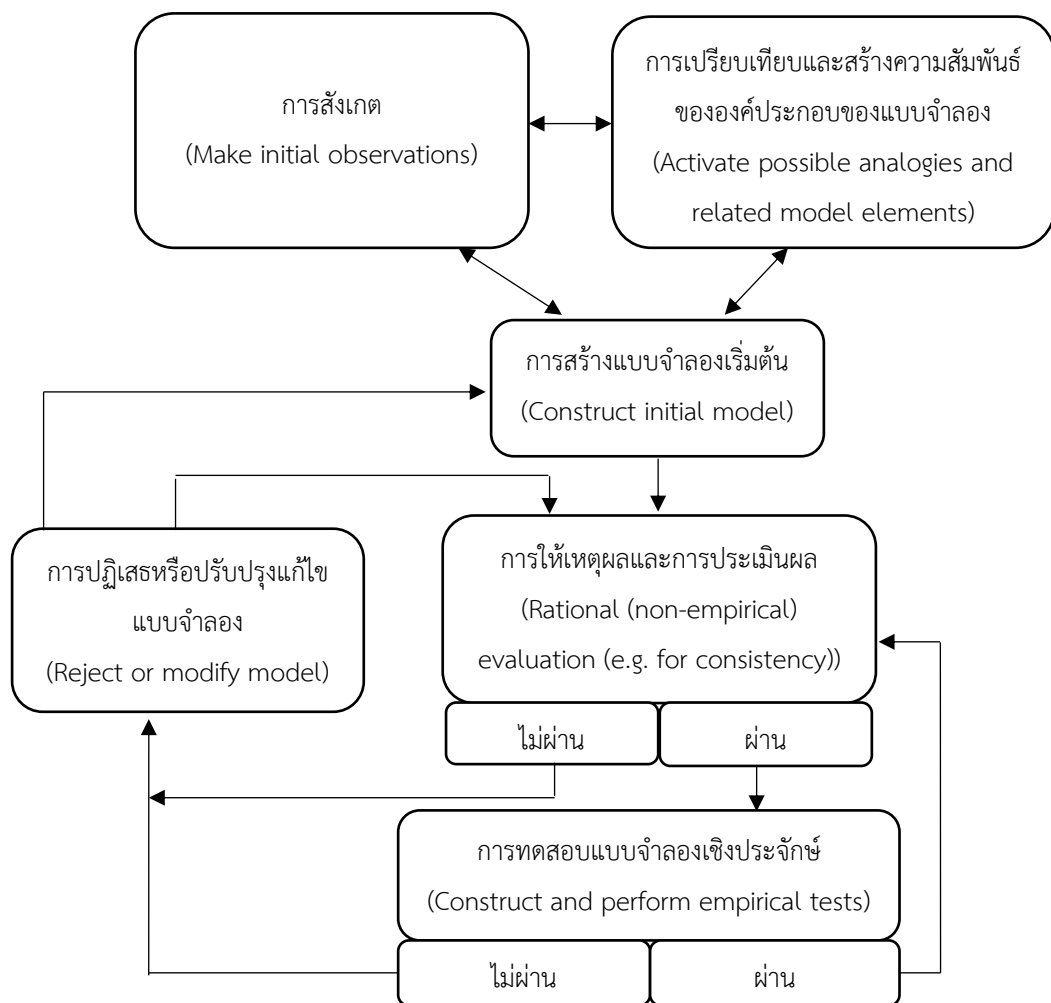 การสังเกต
(Make initial observations)
การเปรียบเทียบและสร้างความสัมพันธ์
ขององค์ประกอบของแบบจำลอง
(Activate possible analogies and
related model elements)
การสร้างแบบจำลองเริ่มต้น
(Construct initial model)
การปฏิเสธหรือปรับปรุงแก้ไข
แบบจำลอง
(Reject or modify model)
การให้เหตุผลและการประเมินผล
(Rational (non-empirical)
evaluation (e.g. for consistency))
ไม่ผ่าน
ผ่าน
การทดสอบแบบจำลองเชิงประจักษ์
(Construct and perform empirical tests)
ไม่ผ่าน
ผ่าน